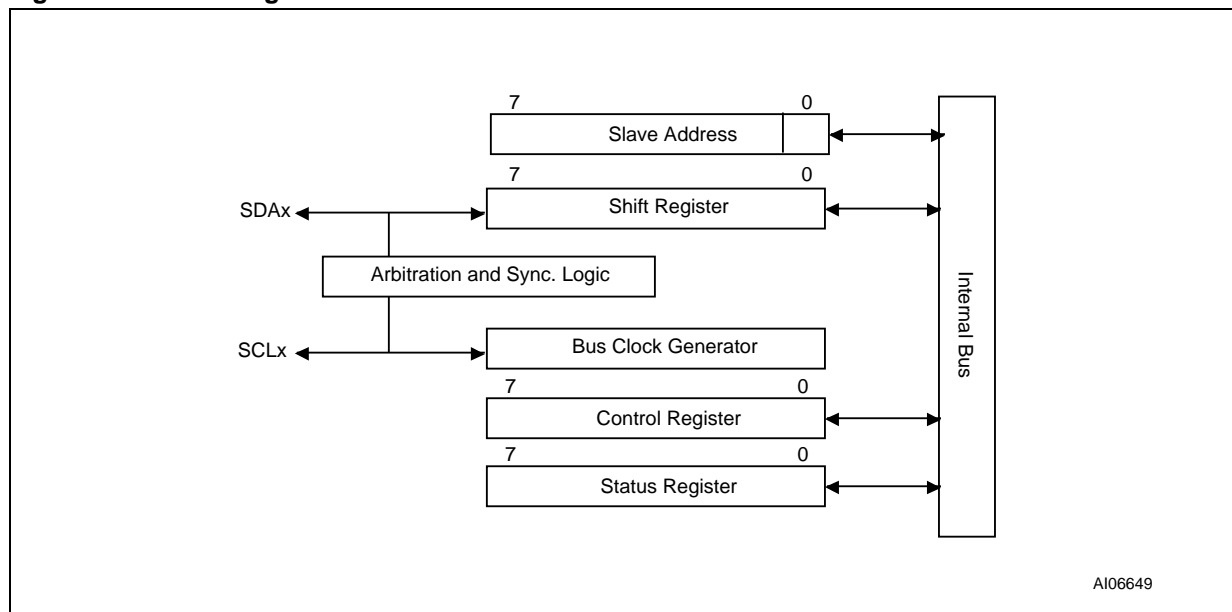 7 0
Slave Address
7 0
SDAx
Shift Register
Arbitration and Sync. Logic
Internal Bus
SCLx
Bus Clock Generator
7 0
Control Register
7 0
Status Register
AI06649